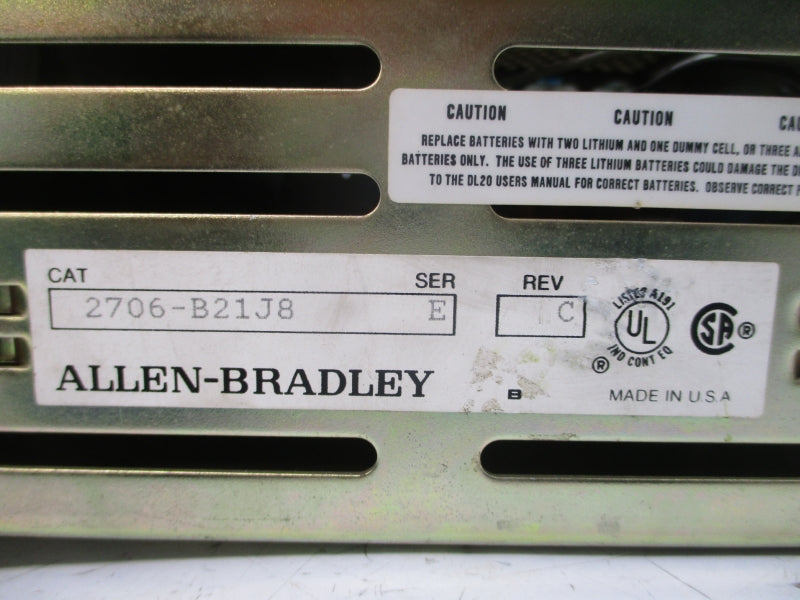 CAUTION CAUTION
REPLACE BATTERIES WITH TWO LITHIUM AND ONE DUMMY CELL, OR THREE
BATTERIES ONLY. THE USE OF THREE LITHIUM BATTERIES COULD DAMAGE THE
TO THE DL20 USERS MANUAL FOR CORRECT BATTERIES. OBSERVE CORRECT
CAT SER REV
2706-B21J8 E C
LISTED A191
UL
IND CONT EQ
®
SA ®
ALLEN-BRADLEY
B
MADE IN U.S.A